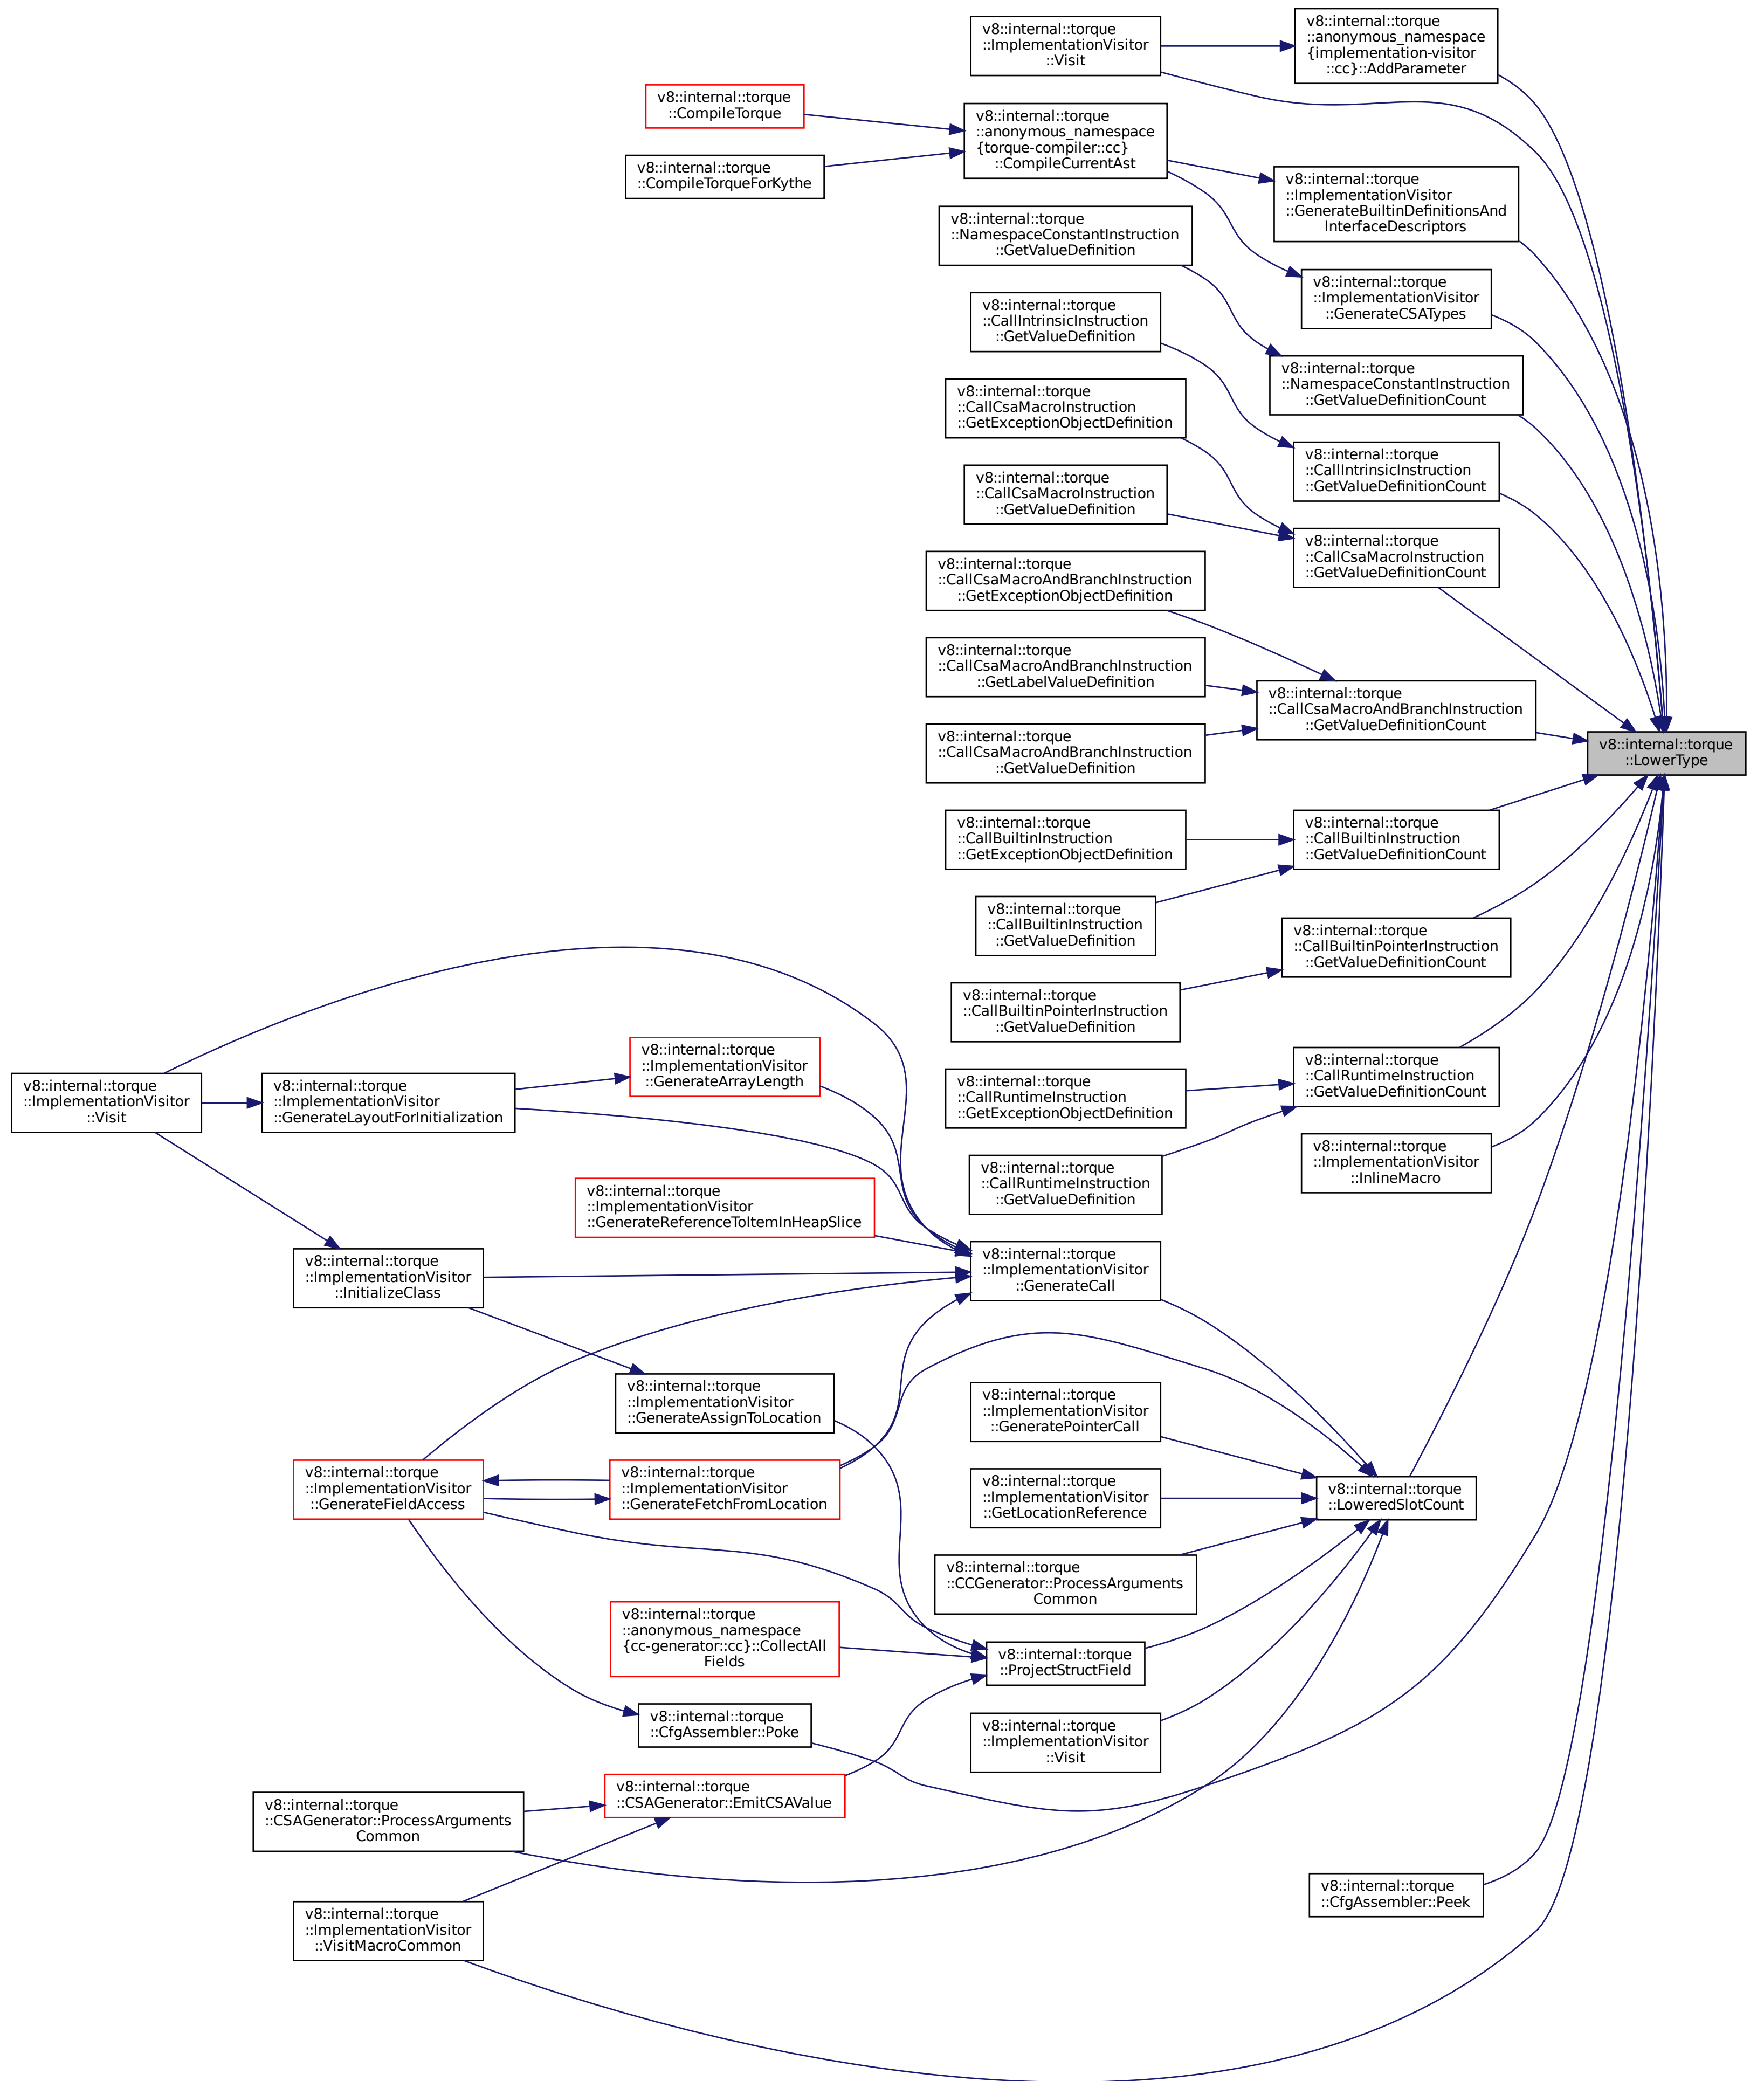 v8::internal::torque
::ImplementationVisitor
::Visit
v8::internal::torque
::anonymous_namespace
{implementation-visitor
::cc}::AddParameter
v8::internal::torque
::CompileTorque
v8::internal::torque
::anonymous_namespace
{torque-compiler::cc}
::CompileCurrentAst
v8::internal::torque
::CompileTorqueForKythe
v8::internal::torque
::ImplementationVisitor
::GenerateBuiltinDefinitionsAnd
InterfaceDescriptors
v8::internal::torque
::NamespaceConstantInstruction
::GetValueDefinition
v8::internal::torque
::ImplementationVisitor
::GenerateCSATypes
v8::internal::torque
::CallIntrinsicInstruction
::GetValueDefinition
v8::internal::torque
::NamespaceConstantInstruction
::GetValueDefinitionCount
v8::internal::torque
::CallCsaMacroInstruction
::GetExceptionObjectDefinition
v8::internal::torque
::CallIntrinsicInstruction
::GetValueDefinitionCount
v8::internal::torque
::CallCsaMacroInstruction
::GetValueDefinition
v8::internal::torque
::CallCsaMacroInstruction
::GetValueDefinitionCount
v8::internal::torque
::CallCsaMacroAndBranchInstruction
::GetExceptionObjectDefinition
v8::internal::torque
::CallCsaMacroAndBranchInstruction
::GetLabelValueDefinition
v8::internal::torque
::CallCsaMacroAndBranchInstruction
::GetValueDefinitionCount
v8::internal::torque
::CallCsaMacroAndBranchInstruction
::GetValueDefinition
v8::internal::torque
::LowerType
v8::internal::torque
::CallBuiltinInstruction
::GetExceptionObjectDefinition
v8::internal::torque
::CallBuiltinInstruction
::GetValueDefinitionCount
v8::internal::torque
::CallBuiltinInstruction
::GetValueDefinition
v8::internal::torque
::CallBuiltinPointerInstruction
::GetValueDefinitionCount
v8::internal::torque
::CallBuiltinPointerInstruction
::GetValueDefinition
v8::internal::torque
::ImplementationVisitor
::GenerateArrayLength
v8::internal::torque
::CallRuntimeInstruction
::GetValueDefinitionCount
v8::internal::torque
::ImplementationVisitor
::Visit
v8::internal::torque
::ImplementationVisitor
::GenerateLayoutForInitialization
v8::internal::torque
::CallRuntimeInstruction
::GetExceptionObjectDefinition
v8::internal::torque
::ImplementationVisitor
::InlineMacro
v8::internal::torque
::CallRuntimeInstruction
::GetValueDefinition
v8::internal::torque
::ImplementationVisitor
::GenerateReferenceToItemInHeapSlice
v8::internal::torque
::ImplementationVisitor
::GenerateCall
v8::internal::torque
::ImplementationVisitor
::InitializeClass
v8::internal::torque
::ImplementationVisitor
::GenerateAssignToLocation
v8::internal::torque
::ImplementationVisitor
::GeneratePointerCall
v8::internal::torque
::ImplementationVisitor
::GenerateFieldAccess
v8::internal::torque
::ImplementationVisitor
::GenerateFetchFromLocation
v8::internal::torque
::ImplementationVisitor
::GetLocationReference
v8::internal::torque
::LoweredSlotCount
v8::internal::torque
::CCGenerator::ProcessArguments
Common
v8::internal::torque
::anonymous_namespace
{cc-generator::cc}::CollectAll
Fields
v8::internal::torque
::ProjectStructField
v8::internal::torque
::CfgAssembler::Poke
v8::internal::torque
::ImplementationVisitor
::Visit
v8::internal::torque
::CSAGenerator::EmitCSAValue
v8::internal::torque
::CSAGenerator::ProcessArguments
Common
v8::internal::torque
::CfgAssembler::Peek
v8::internal::torque
::ImplementationVisitor
::VisitMacroCommon